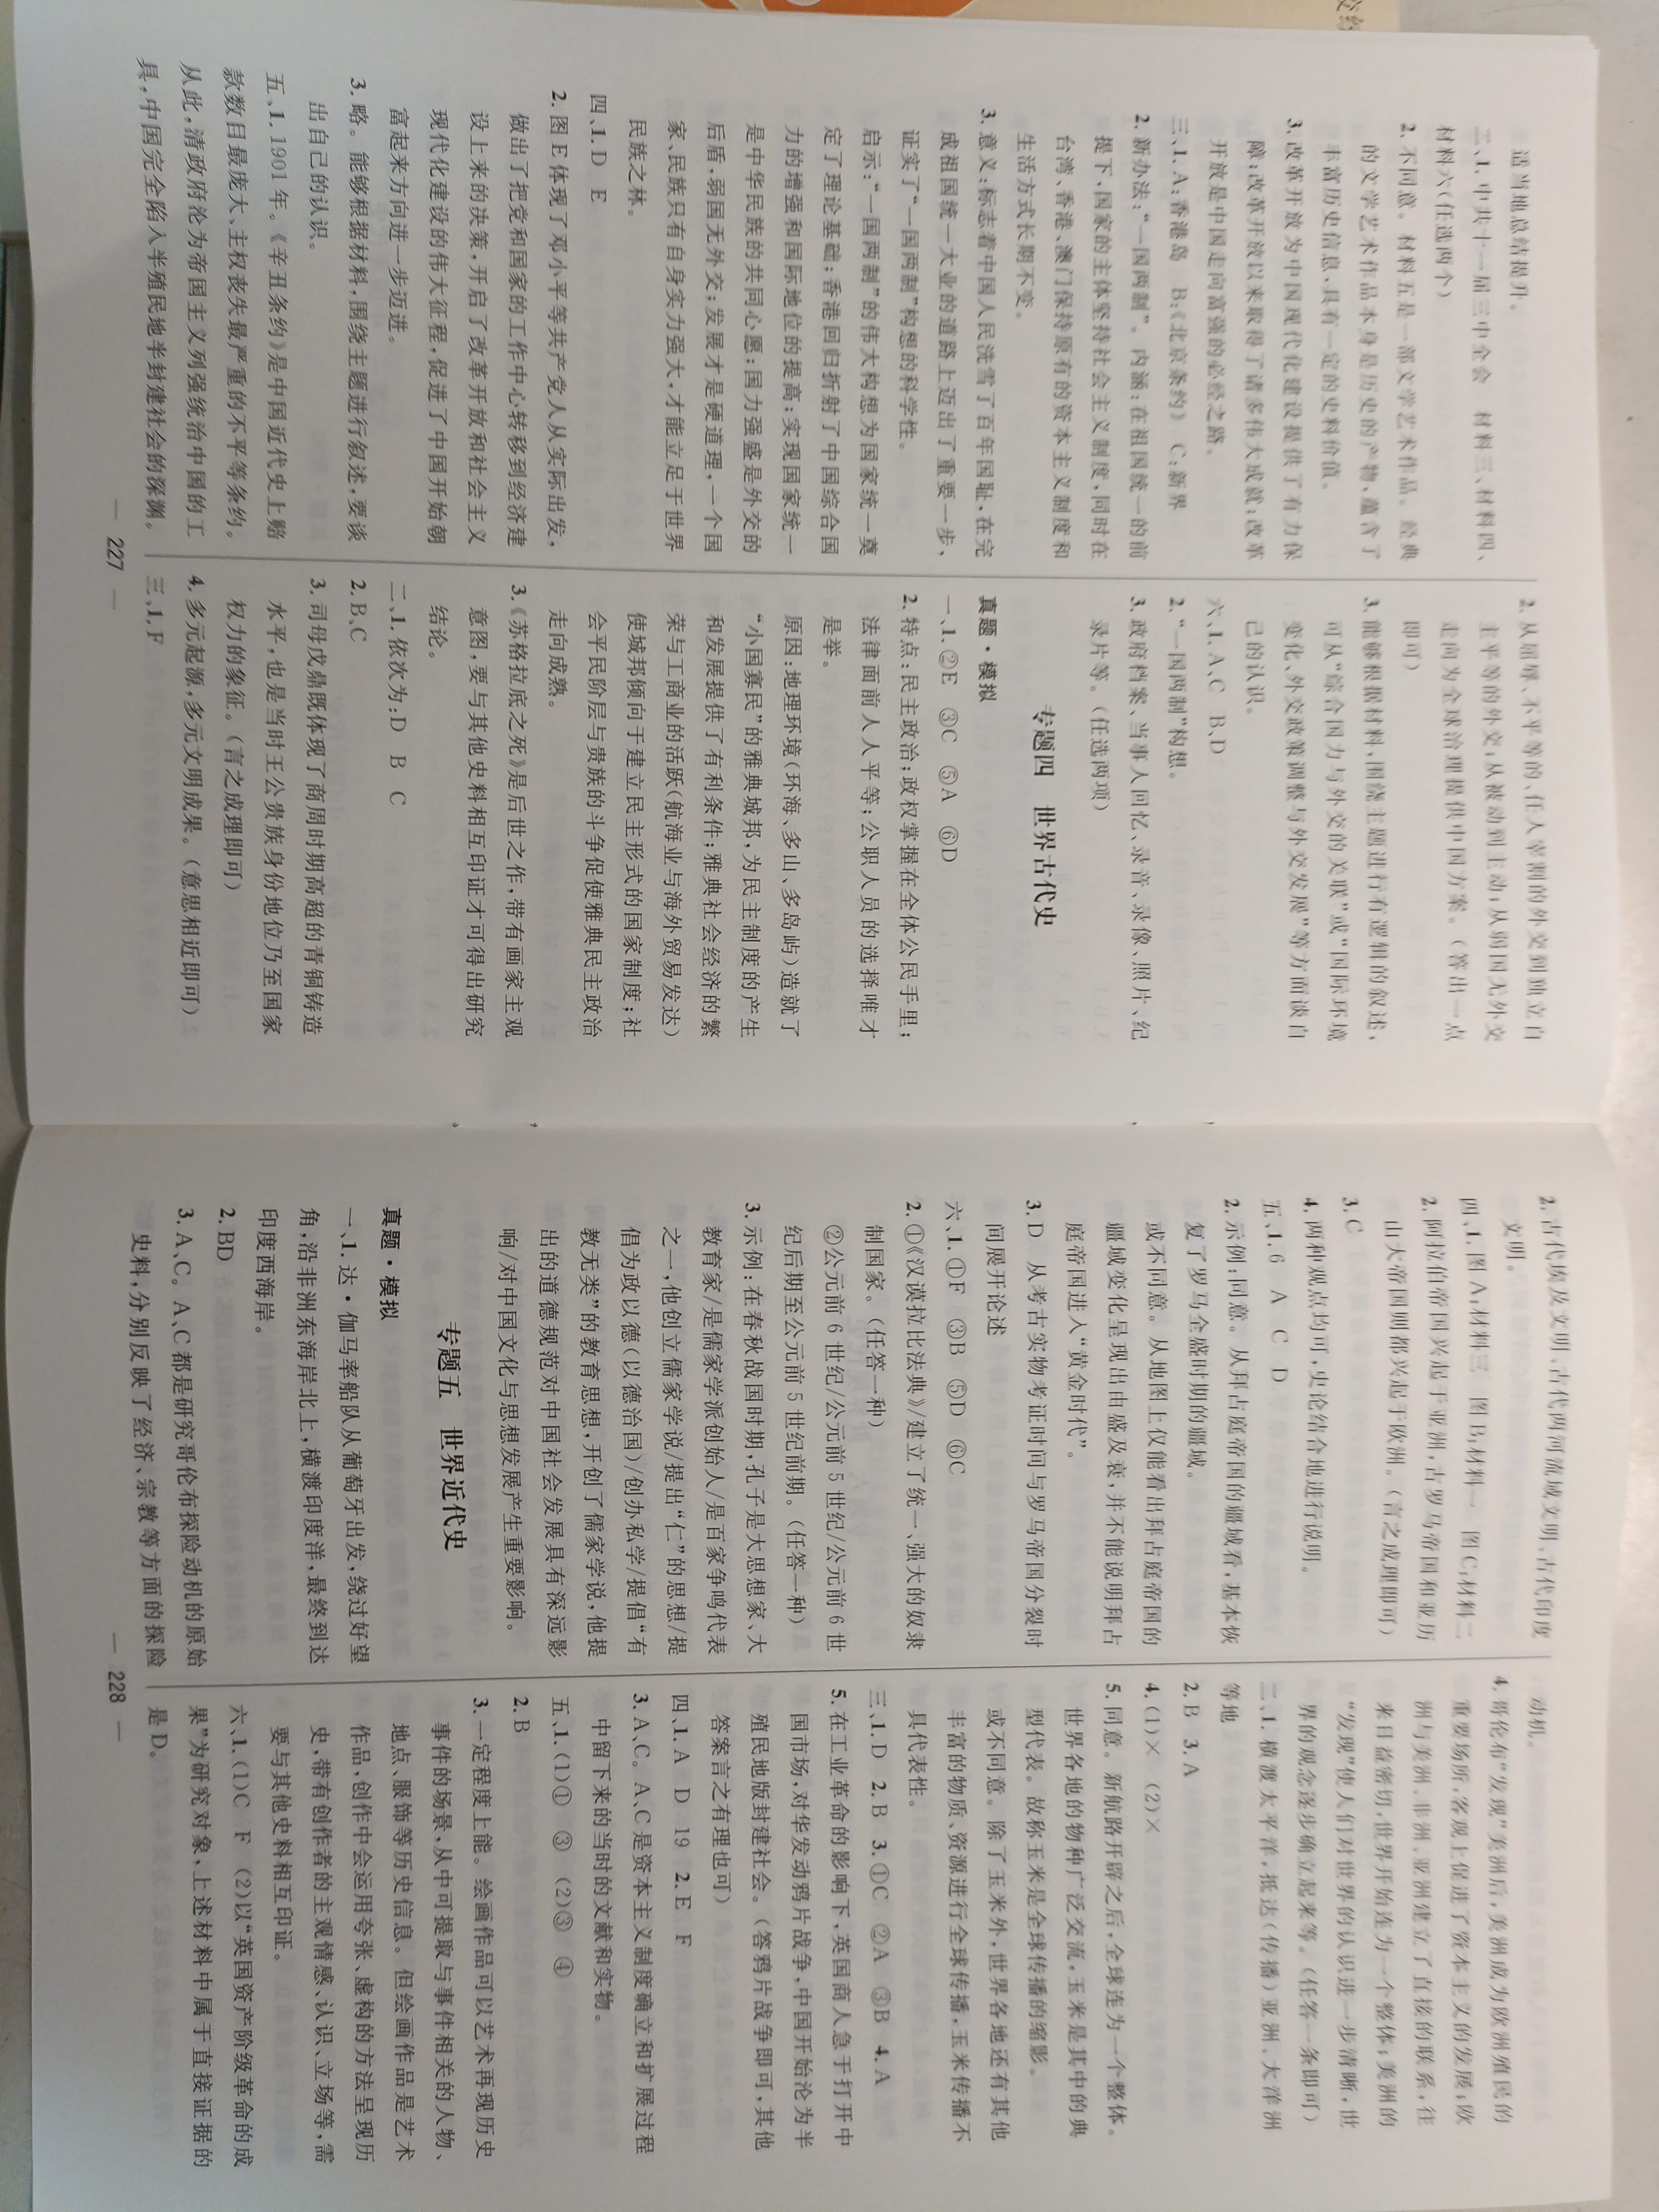 适当地总结提升。
二、1. 中共十一届三中全会　材料三、材料四、
材料六(任选两个)
2. 不同意。材料五是一部文学艺术作品。经典
的文学艺术作品本身是历史的产物,蕴含了
丰富历史信息,具有一定的史料价值。
3. 改革开放为中国现代化建设提供了有力保
障;改革开放以来取得了诸多伟大成就;改革
开放是中国走向富强的必经之路。
三、1. A:香港岛　B:《北京条约》　C:新界
2. 新办法:“一国两制”。内涵:在祖国统一的前
提下,国家的主体坚持社会主义制度,同时在
台湾、香港、澳门保持原有的资本主义制度和
生活方式长期不变。
3. 意义:标志着中国人民洗雪了百年国耻,在完
成祖国统一大业的道路上迈出了重要一步,
证实了“一国两制”构想的科学性。
启示:“一国两制”的伟大构想为国家统一奠
定了理论基础;香港回归折射了中国综合国
力的增强和国际地位的提高;实现国家统一
是中华民族的共同心愿;国力强盛是外交的
后盾,弱国无外交;发展才是硬道理,一个国
家、民族只有自身实力强大,才能立足于世界
民族之林。
四、1. D　E
2. 图 E 体现了邓小平等共产党人从实际出发,
做出了把党和国家的工作中心转移到经济建
设上来的决策,开启了改革开放和社会主义
现代化建设的伟大征程,促进了中国开始朝
富起来方向进一步迈进。
3. 略。能够根据材料,围绕主题进行叙述,要谈
出自己的认识。
五、1. 1901 年。《辛丑条约》是中国近代史上赔
款数目最庞大、主权丧失最严重的不平等条约。
从此,清政府沦为帝国主义列强统治中国的工
具,中国完全陷入半殖民地半封建社会的深渊。
2. 从屈辱、不平等的、任人宰割的外交到独立自
主平等的外交;从被动到主动;从弱国无外交
走向为全球治理提供中国方案。(答出一点
即可)
3. 能够根据材料,围绕主题进行有逻辑的叙述,
可从“综合国力与外交的关联”或“国际环境
变化、外交政策调整与外交发展”等方面谈自
己的认识。
六、1. A、C　B、D
2. “一国两制”构想。
3. 政府档案、当事人回忆、录音、录像、照片、纪
录片等。(任选两项)
专题四　世界古代史
真题·模拟
一、1. ②E　③C　⑤A　⑥D
2. 特点:民主政治;政权掌握在全体公民手里;
法律面前人人平等;公职人员的选择唯才
是举。
原因:地理环境(环海、多山、多岛屿)造就了
“小国寡民”的雅典城邦,为民主制度的产生
和发展提供了有利条件;雅典社会经济的繁
荣与工商业的活跃(航海业与海外贸易发达)
使城邦倾向于建立民主形式的国家制度;社
会平民阶层与贵族的斗争促使雅典民主政治
走向成熟。
3. 《苏格拉底之死》是后世之作,带有画家主观
意图,要与其他史料相互印证才可得出研究
结论。
二、1. 依次为:D　B　C
2. B、C
3. 司母戊鼎既体现了商周时期高超的青铜铸造
水平,也是当时王公贵族身份地位乃至国家
权力的象征。(言之成理即可)
4. 多元起源,多元文明成果。(意思相近即可)
三、1. F
— 227 —
2. 古代埃及文明、古代两河流域文明、古代印度
文明。
四、1. 图 A:材料三　图 B:材料一　图 C:材料二
2. 阿拉伯帝国兴起于亚洲,古罗马帝国和亚历
山大帝国则都兴起于欧洲。(言之成理即可)
3. C
4. 两种观点均可,史论结合地进行说明。
五、1. 6　A　C　D
2. 示例:同意。从拜占庭帝国的疆域看,基本恢
复了罗马全盛时期的疆域。
或不同意。从地图上仅能看出拜占庭帝国的
疆域变化呈现出由盛及衰,并不能说明拜占
庭帝国进入“黄金时代”。
3. D　从考古实物考证时间与罗马帝国分裂时
间展开论述
六、1. ①F　③B　⑤D　⑥C
2. ①《汉谟拉比法典》/建立了统一、强大的奴隶
制国家。(任答一种)
②公元前 6 世纪/公元前 5 世纪/公元前 6 世
纪后期至公元前 5 世纪前期。(任答一种)
3. 示例:在春秋战国时期,孔子是大思想家、大
教育家/是儒家学派创始人/是百家争鸣代表
之一,他创立儒家学说/提出“仁”的思想/提
倡为政以德(以德治国)/创办私学/提倡“有
教无类”的教育思想,开创了儒家学说,他提
出的道德规范对中国社会发展具有深远影
响/对中国文化与思想发展产生重要影响。
专题五　世界近代史
真题·模拟
一、1. 达·伽马率船队从葡萄牙出发,绕过好望
角,沿非洲东海岸北上,横渡印度洋,最终到达
印度西海岸。
2. BD
3. A、C。A、C 都是研究哥伦布探险动机的原始
史料,分别反映了经济、宗教等方面的探险
动机。
4. 哥伦布“发现”美洲后,美洲成为欧洲殖民的
重要场所,客观上促进了资本主义的发展;欧
洲与美洲、非洲、亚洲建立了直接的联系,往
来日益密切,世界开始连为一个整体;美洲的
“发现”使人们对世界的认识进一步清晰,世
界的观念逐步确立起来等。(任答一条即可)
二、1. 横渡太平洋,抵达(传播)亚洲、大洋洲
等地
2. B　3. A
4. (1)×　(2)×
5. 同意。新航路开辟之后,全球连为一个整体。
世界各地的物种广泛交流,玉米是其中的典
型代表。故称玉米是全球传播的缩影。
或不同意。除了玉米外,世界各地还有其他
丰富的物质、资源进行全球传播,玉米传播不
具代表性。
三、1. D　2. B　3. ①C　②A　③B　4. A
5. 在工业革命的影响下,英国商人急于打开中
国市场,对华发动鸦片战争,中国开始沦为半
殖民地版封建社会。(答鸦片战争即可,其他
答案言之有理也可)
四、1. A　D　19　2. E　F
3. A、C。A、C 是资本主义制度确立和扩展过程
中留下来的当时的文献和实物。
五、1. (1)①　③　(2)③　④
2. B
3. 一定程度上能。绘画作品可以艺术再现历史
事件的场景,从中可提取与事件相关的人物、
地点、服饰等历史信息。但绘画作品是艺术
作品,创作中会运用夸张、虚构的方法呈现历
史,带有创作者的主观情感、认识、立场等,需
要与其他史料相互印证。
六、1. (1)C　F　(2)以“英国资产阶级革命的成
果”为研究对象,上述材料中属于直接证据的
是 D。
— 228 —